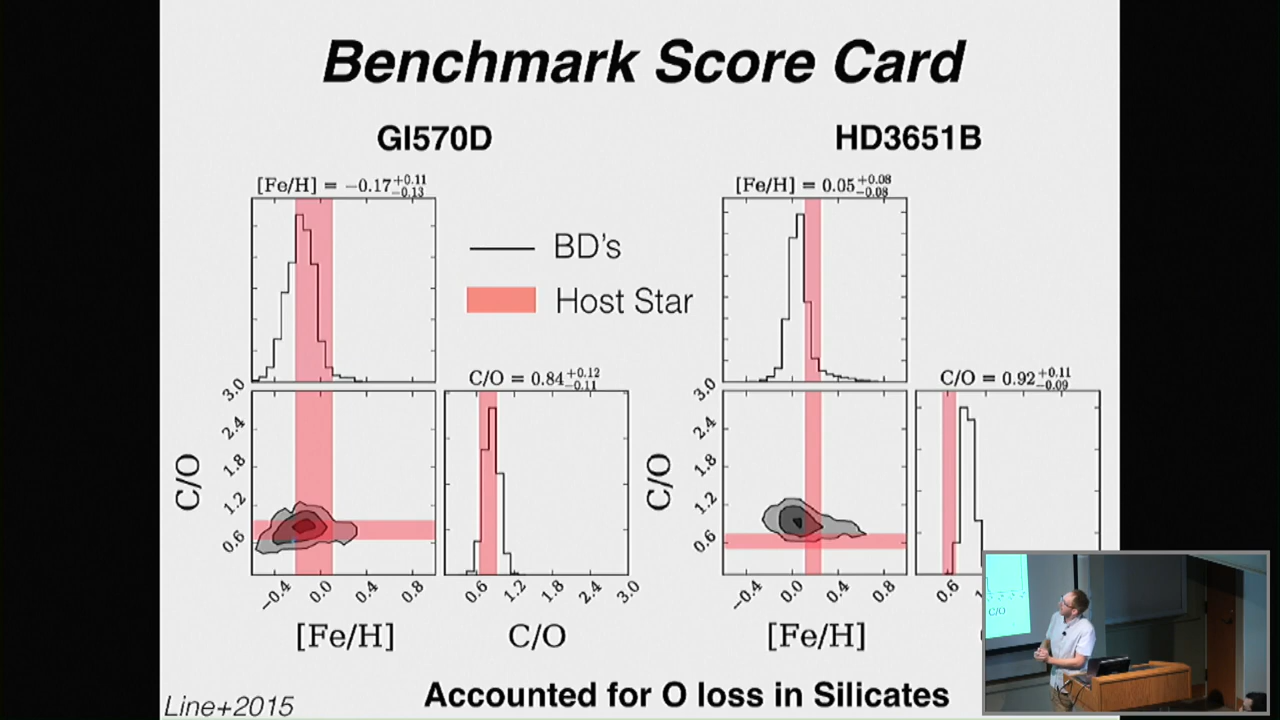 Benchmark Score Card
GI570D
HD3651B
[Fe/H] = −0.17 +0.11 −0.13
[Fe/H] = 0.05 +0.08 −0.08
BD's
Host Star
C/O = 0.84 +0.12 −0.11
C/O = 0.92 +0.11 −0.09
3.0
2.4
1.8
1.2
0.6
C/O
3.0
2.4
1.8
1.2
0.6
C/O
−0.4 0.0 0.4 0.8
0.6 1.2 1.8 2.4 3.0
−0.4 0.0 0.4 0.8
0.6
C/O
[Fe/H]
C/O
[Fe/H]
Accounted for O loss in Silicates
Line+2015